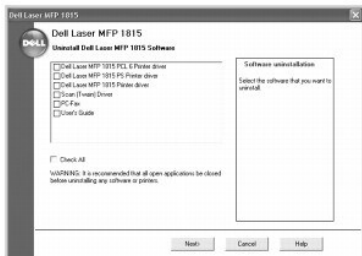 Dell Laser MFP 1815
DELL
Dell Laser MFP 1815
Uninstall Dell Laser MFP 1815 Software
Dell Laser MFP 1815 PCL 6 Printer driver
Dell Laser MFP 1815 PS Printer driver
Dell Laser MFP 1815 Printer driver
Scan (Twain) Driver
PC-Fax
User's Guide
Check All
WARNING: It is recommended that all open applications be closed
before uninstalling any software or printers.
Software uninstallation
Select the software that you want to
uninstall.
Next>
Cancel
Help